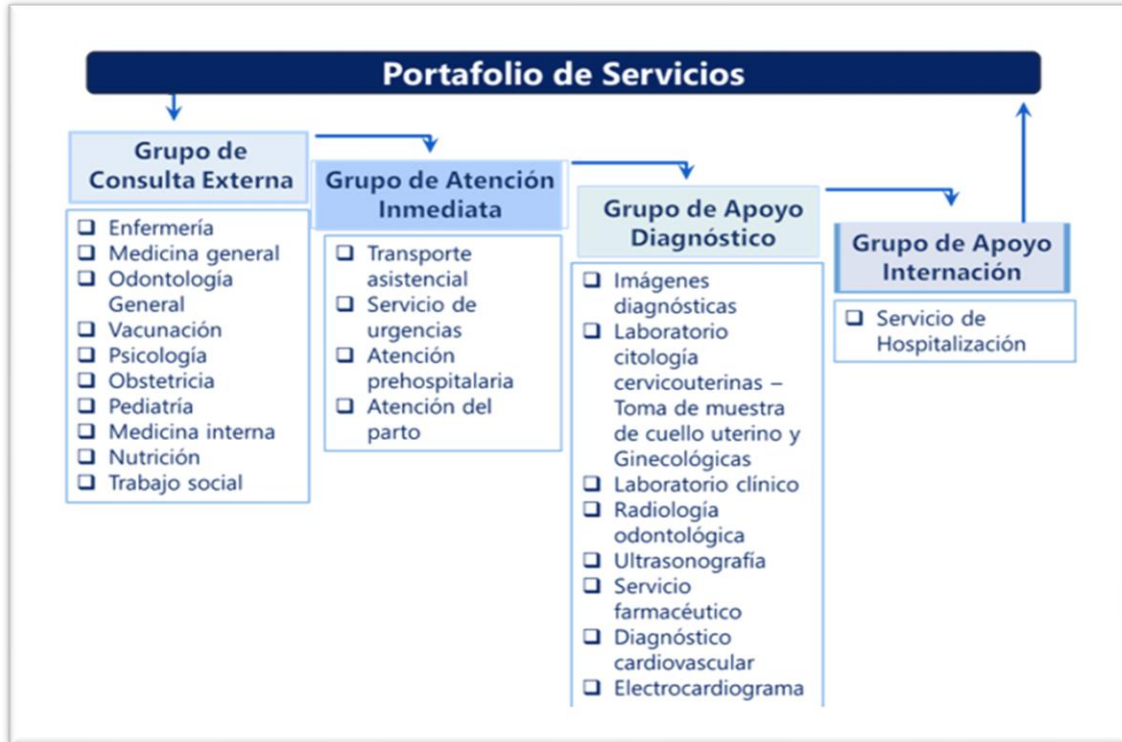 Portafolio de Servicios
Grupo de
Consulta Externa
❑ Enfermería
❑ Medicina general
❑ Odontología
General
❑ Vacunación
❑ Psicología
❑ Obstetricia
❑ Pediatría
❑ Medicina interna
❑ Nutrición
❑ Trabajo social
Grupo de Atención
Inmediata
❑ Transporte
asistencial
❑ Servicio de
urgencias
❑ Atención
prehospitalaria
❑ Atención del
parto
Grupo de Apoyo
Diagnóstico
❑ Imágenes
diagnósticas
❑ Laboratorio
citología
cervicouterinas –
Toma de muestra
de cuello uterino y
Ginecológicas
❑ Laboratorio clínico
❑ Radiología
odontológica
❑ Ultrasonografía
❑ Servicio
farmacéutico
❑ Diagnóstico
cardiovascular
❑ Electrocardiograma
Grupo de Apoyo
Internación
❑ Servicio de
Hospitalización